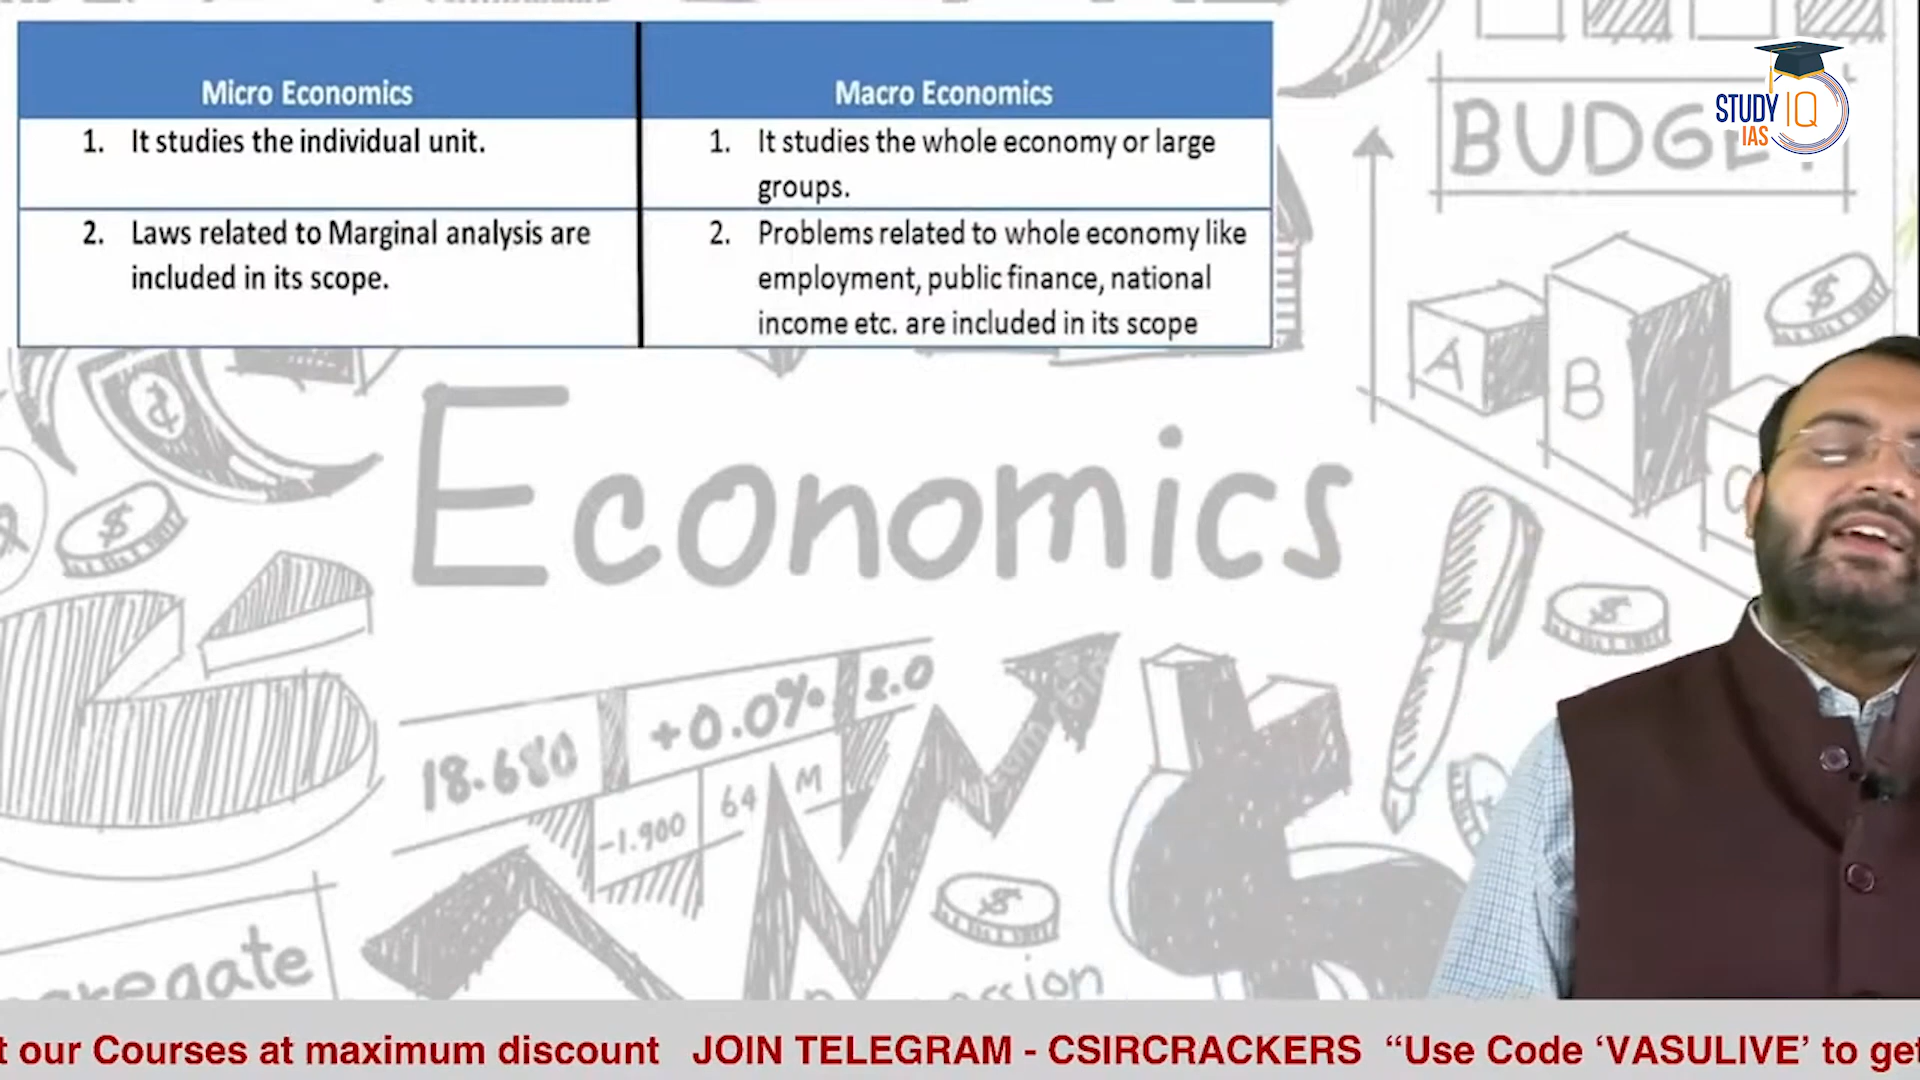 Micro Economics
Macro Economics
1. It studies the individual unit.
1. It studies the whole economy or large
groups.
2. Laws related to Marginal analysis are
included in its scope.
2. Problems related to whole economy like
employment, public finance, national
income etc. are included in its scope
STUDY IQ
IAS
A
B
Economics
18.680
+0.0%
2.0
-1.900
64
M
our Courses at maximum discount JOIN TELEGRAM - CSIRCRACKERS “Use Code ‘VASULIVE’ to get